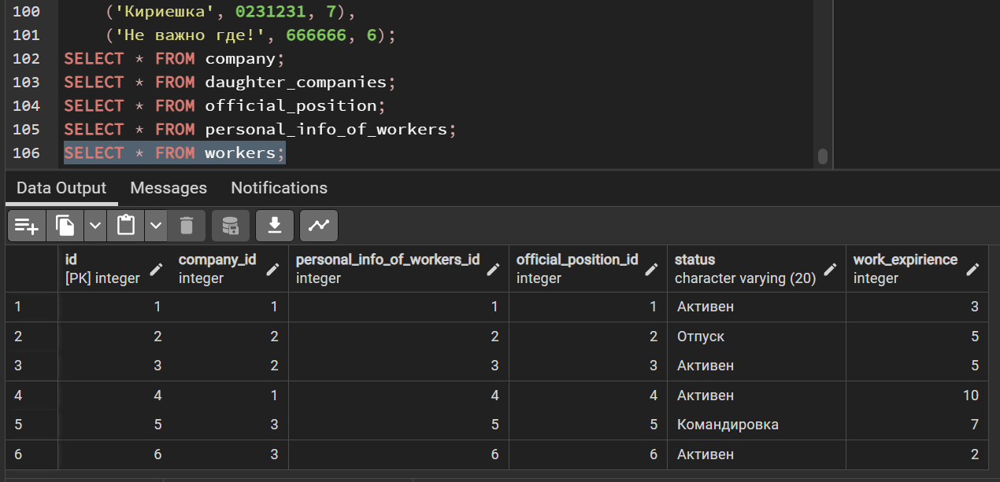 100 ('Кириешка', 0231231, 7),
101 ('Не важно где!', 666666, 6);
102 SELECT * FROM company;
103 SELECT * FROM daughter_companies;
104 SELECT * FROM official_position;
105 SELECT * FROM personal_info_of_workers;
106 SELECT * FROM workers;
Data Output Messages Notifications
id company_id personal_info_of_workers_id official_position_id status work_expirience
[PK] integer integer integer integer character varying (20) integer
1 1 1 1 1 Активен 3
2 2 2 2 2 Отпуск 5
3 3 2 3 3 Активен 5
4 4 1 4 4 Активен 10
5 5 3 5 5 Командировка 7
6 6 3 6 6 Активен 2